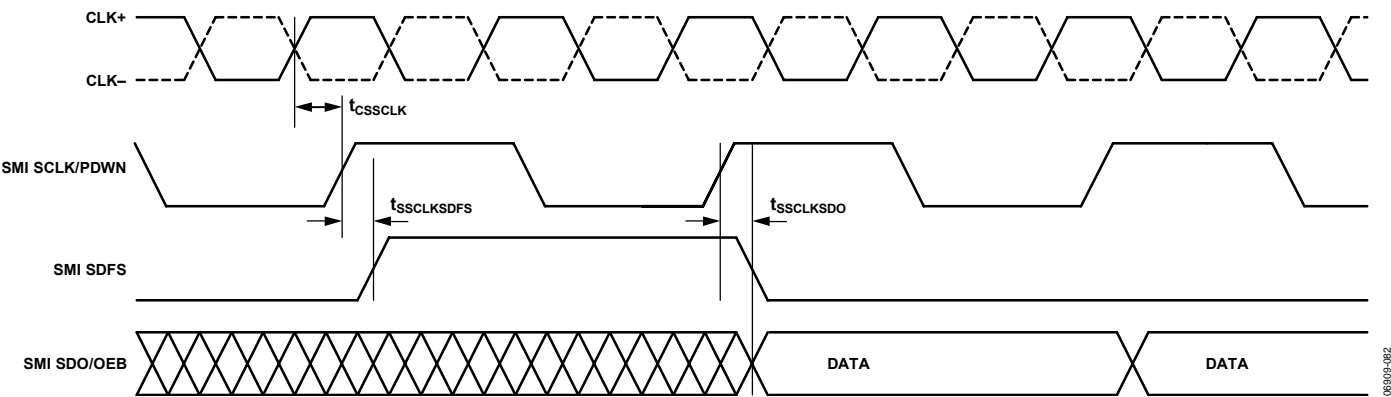 CLK+
CLK–
tCSSCLK
SMI SCLK/PDWN
tSSCLKSDFS
tSSCLKSDO
SMI SDFS
SMI SDO/OEB
DATA
DATA
06909-082